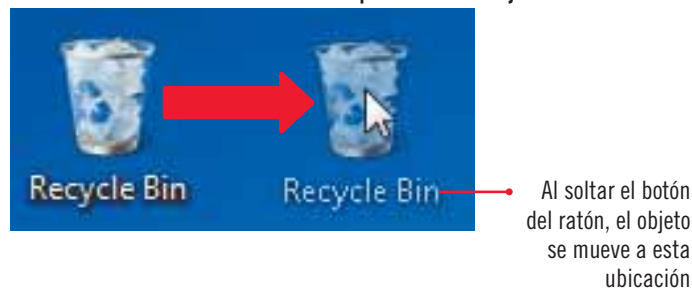 Recycle Bin
Recycle Bin
Al soltar el botón
del ratón, el objeto
se mueve a esta
ubicación